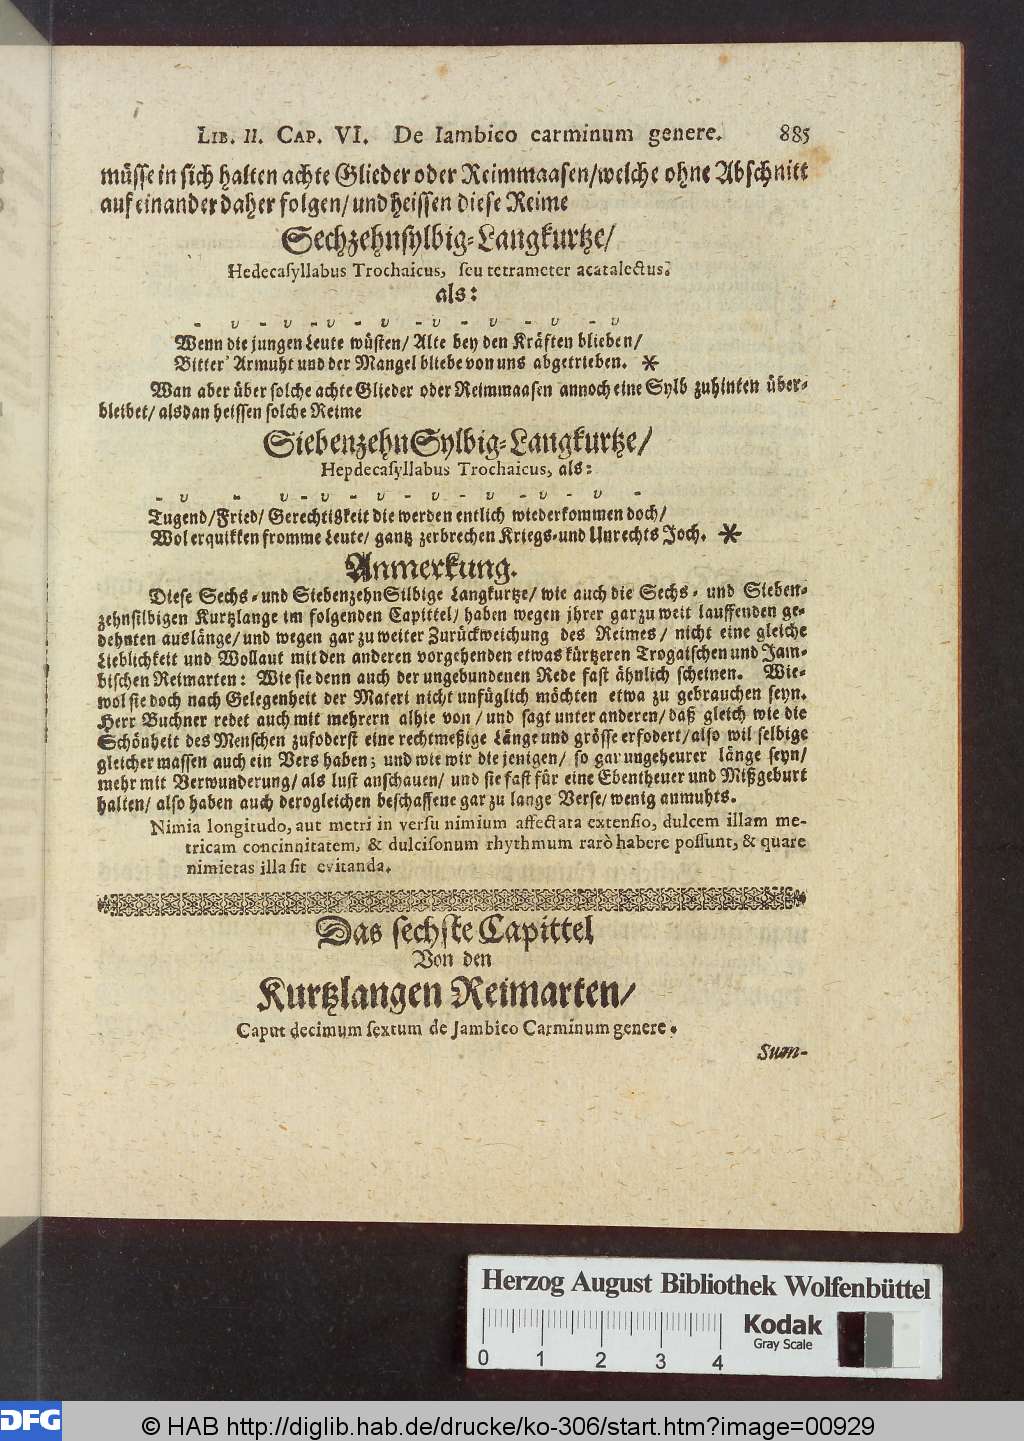 LIB. II. CAP. VI. De Iambico carminum genere. 885
müsse in sich halten achte Glieder oder Reimmaasen/welche ohne Abschnitt
auf einander daher folgen/ und heissen diese Reime
Sechzehnsylbig-Langkurtze/
Hedecasyllabus Trochaicus, seu tetrameter acatalectus.
als:
- υ - υ - υ - υ - υ - υ - υ - υ
Wenn die jungen Leute wüsten/ Alte bey den Kräften blieben/
Bitter' Armuht und der Mangel bliebe von uns abgetrieben. *
Wan aber über solche achte Glieder oder Reimmaasen annoch eine Sylb zuhinten über-
bleibet/ alsdan heissen solche Reime
SiebenzehnSylbig-Langkurtze/
Hepdecasyllabus Trochaicus, als:
- υ - υ - υ - υ - υ - υ - υ - υ -
Tugend/Fried/ Gerechtigkeit die werden entlich wiederkommen doch/
Wol erquikken fromme Leute/ gantz zerbrechen Kriegs-und Unrechts Joch. *
Anmerkung.
Diese Sechs- und SiebenzehnSilbige Langkurtze/ wie auch die Sechs- und Sieben-
zehnsilbigen Kurtzlange im folgenden Capittel/ haben wegen jhrer gar zu weit lauffenden ge-
dehnten auslänge/ und wegen gar zu weiter Zurückweichung des Reimes/ nicht eine gleiche
Lieblichkeit und Wollaut mit den anderen vorgehenden etwas kürtzeren Trogaischen und Jam-
bischen Reimarten: Wie sie denn auch der ungebundenen Rede fast ähnlich scheinen. Wie-
wol sie doch nach Gelegenheit der Materi nicht unfüglich möchten etwa zu gebrauchen seyn.
Herr Buchner redet auch mit mehrern alhie von/ und sagt unter anderen/ daß gleich wie die
Schönheit des Menschen zufoderst eine rechtmeßige Länge und grösse erfodert/ also wil selbige
gleicher massen auch ein Vers haben; und wie wir die jenigen/ so gar ungeheurer länge seyn/
mehr mit Verwunderung/ als lust anschauen/ und sie fast für eine Ebentheuer und Mißgeburt
halten/ also haben auch derogleichen beschaffene gar zu lange Verse/ wenig anmuhts.
Nimia longitudo, aut metri in versu nimium affectata extensio, dulcem illam me-
tricam concinnitatem, & dulcisonum rhythmum rarò habere possunt, & quare
nimietas illa sit evitanda.
Das sechste Capittel
Von den
Kurtzlangen Reimarten/
Caput decimum sextum de Jambico Carminum genere.
Sum-
Herzog August Bibliothek Wolfenbüttel
Kodak
Gray Scale
0 1 2 3 4
DFG
© HAB http://diglib.hab.de/drucke/ko-306/start.htm?image=00929